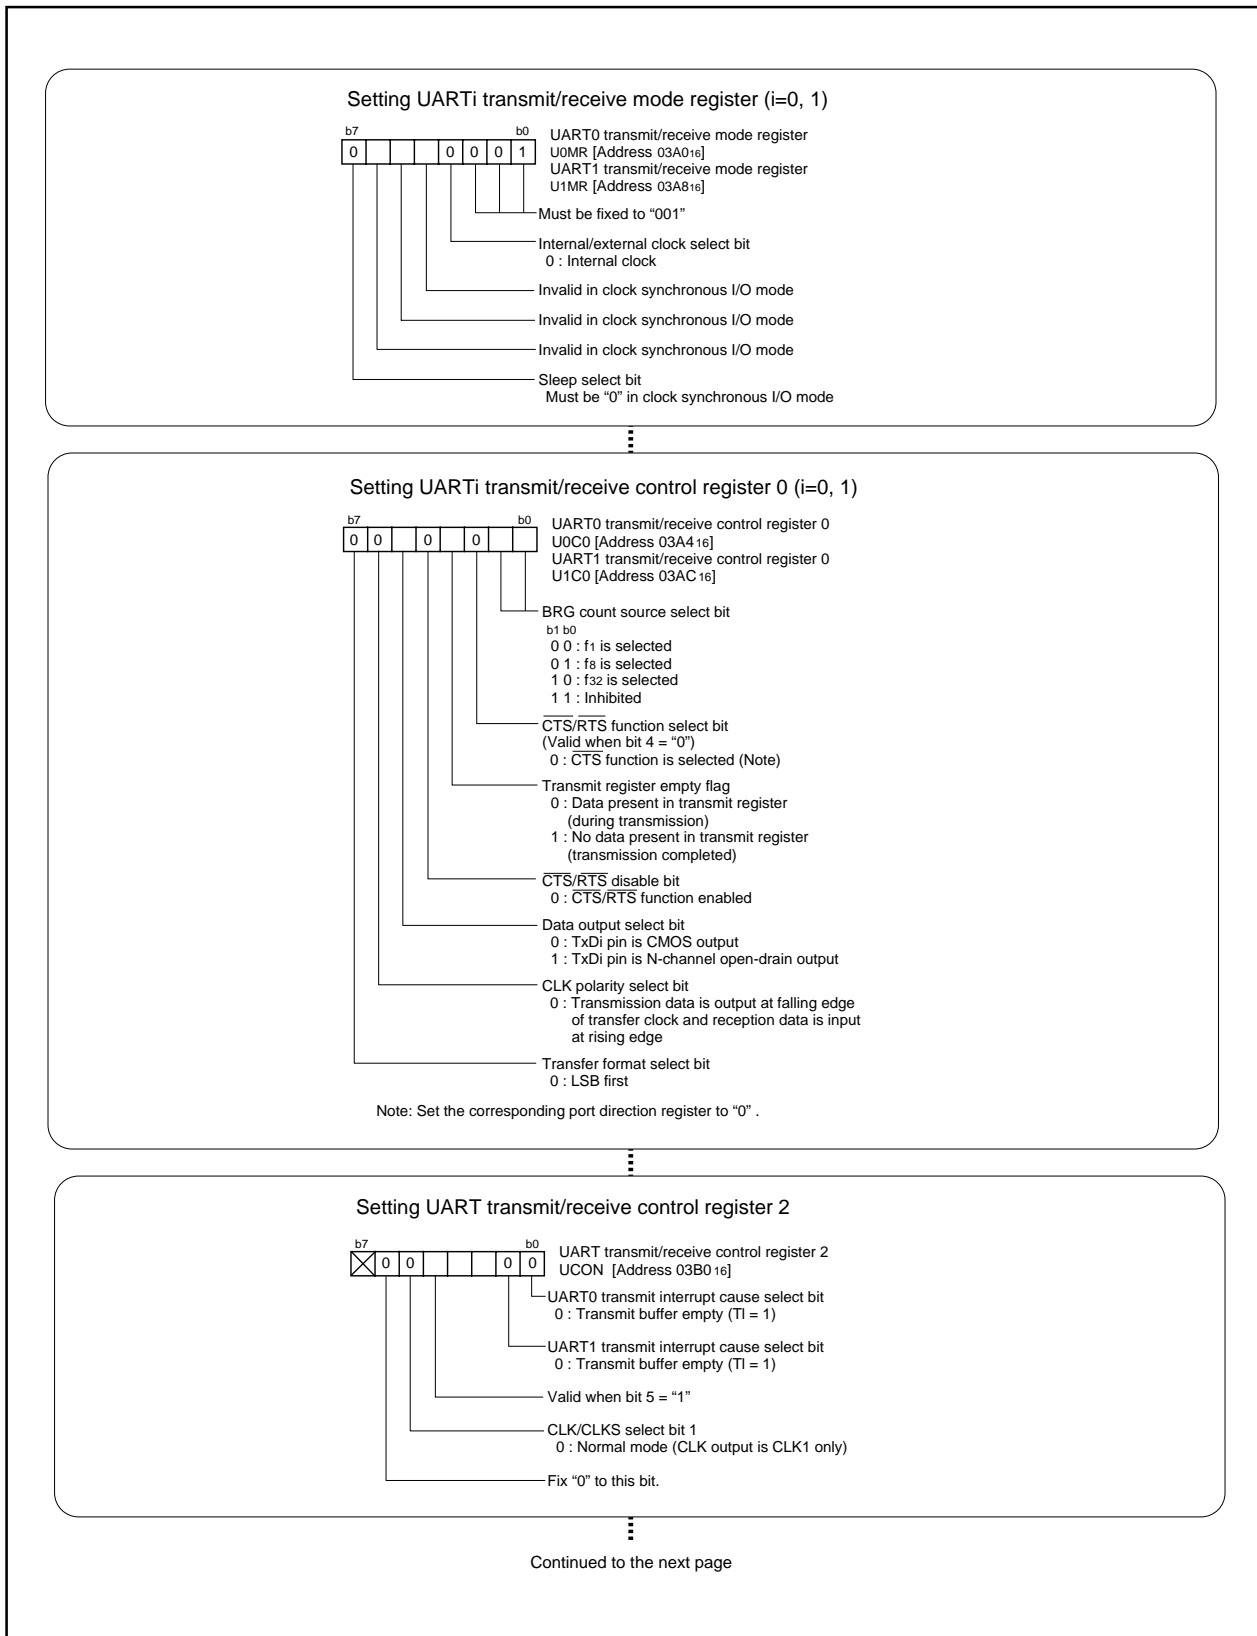 Setting UARTi transmit/receive mode register (i=0, 1)
b7 b0
0 0 0 0 1
UART0 transmit/receive mode register
U0MR [Address 03A016]
UART1 transmit/receive mode register
U1MR [Address 03A816]
Must be fixed to “001”
Internal/external clock select bit
0 : Internal clock
Invalid in clock synchronous I/O mode
Invalid in clock synchronous I/O mode
Invalid in clock synchronous I/O mode
Sleep select bit
Must be “0” in clock synchronous I/O mode
Setting UARTi transmit/receive control register 0 (i=0, 1)
b7 b0
0 0 0 0
UART0 transmit/receive control register 0
U0C0 [Address 03A416]
UART1 transmit/receive control register 0
U1C0 [Address 03AC16]
BRG count source select bit
b1 b0
0 0 : f1 is selected
0 1 : f8 is selected
1 0 : f32 is selected
1 1 : Inhibited
CTS/RTS function select bit
(Valid when bit 4 = “0”)
0 : CTS function is selected (Note)
Transmit register empty flag
0 : Data present in transmit register
(during transmission)
1 : No data present in transmit register
(transmission completed)
CTS/RTS disable bit
0 : CTS/RTS function enabled
Data output select bit
0 : TxDi pin is CMOS output
1 : TxDi pin is N-channel open-drain output
CLK polarity select bit
0 : Transmission data is output at falling edge
of transfer clock and reception data is input
at rising edge
Transfer format select bit
0 : LSB first
Note: Set the corresponding port direction register to “0” .
Setting UART transmit/receive control register 2
b7 b0
0 0 0 0
UART transmit/receive control register 2
UCON [Address 03B016]
UART0 transmit interrupt cause select bit
0 : Transmit buffer empty (TI = 1)
UART1 transmit interrupt cause select bit
0 : Transmit buffer empty (TI = 1)
Valid when bit 5 = “1”
CLK/CLKS select bit 1
0 : Normal mode (CLK output is CLK1 only)
Fix “0” to this bit.
Continued to the next page